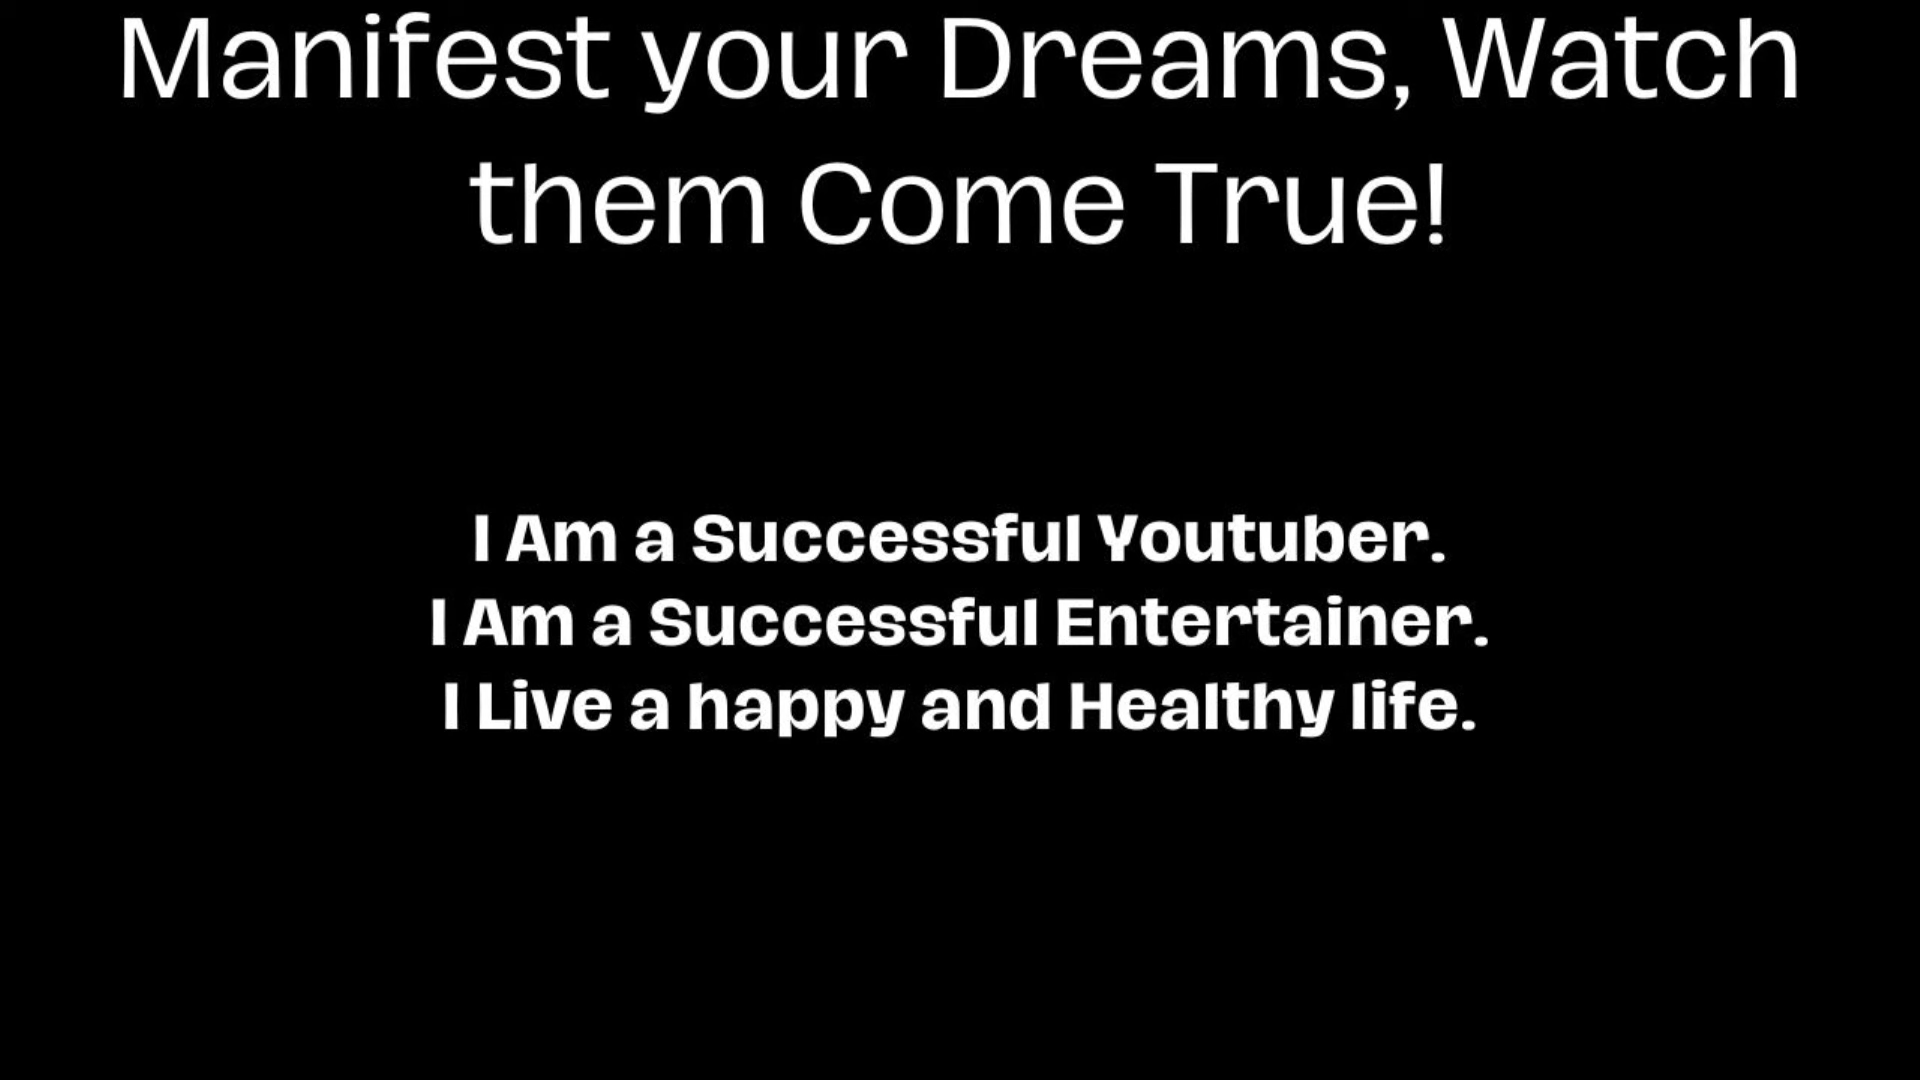 Manifest your Dreams, Watch
them Come True!
I Am a Successful Youtuber.
I Am a Successful Entertainer.
I Live a happy and Healthy life.